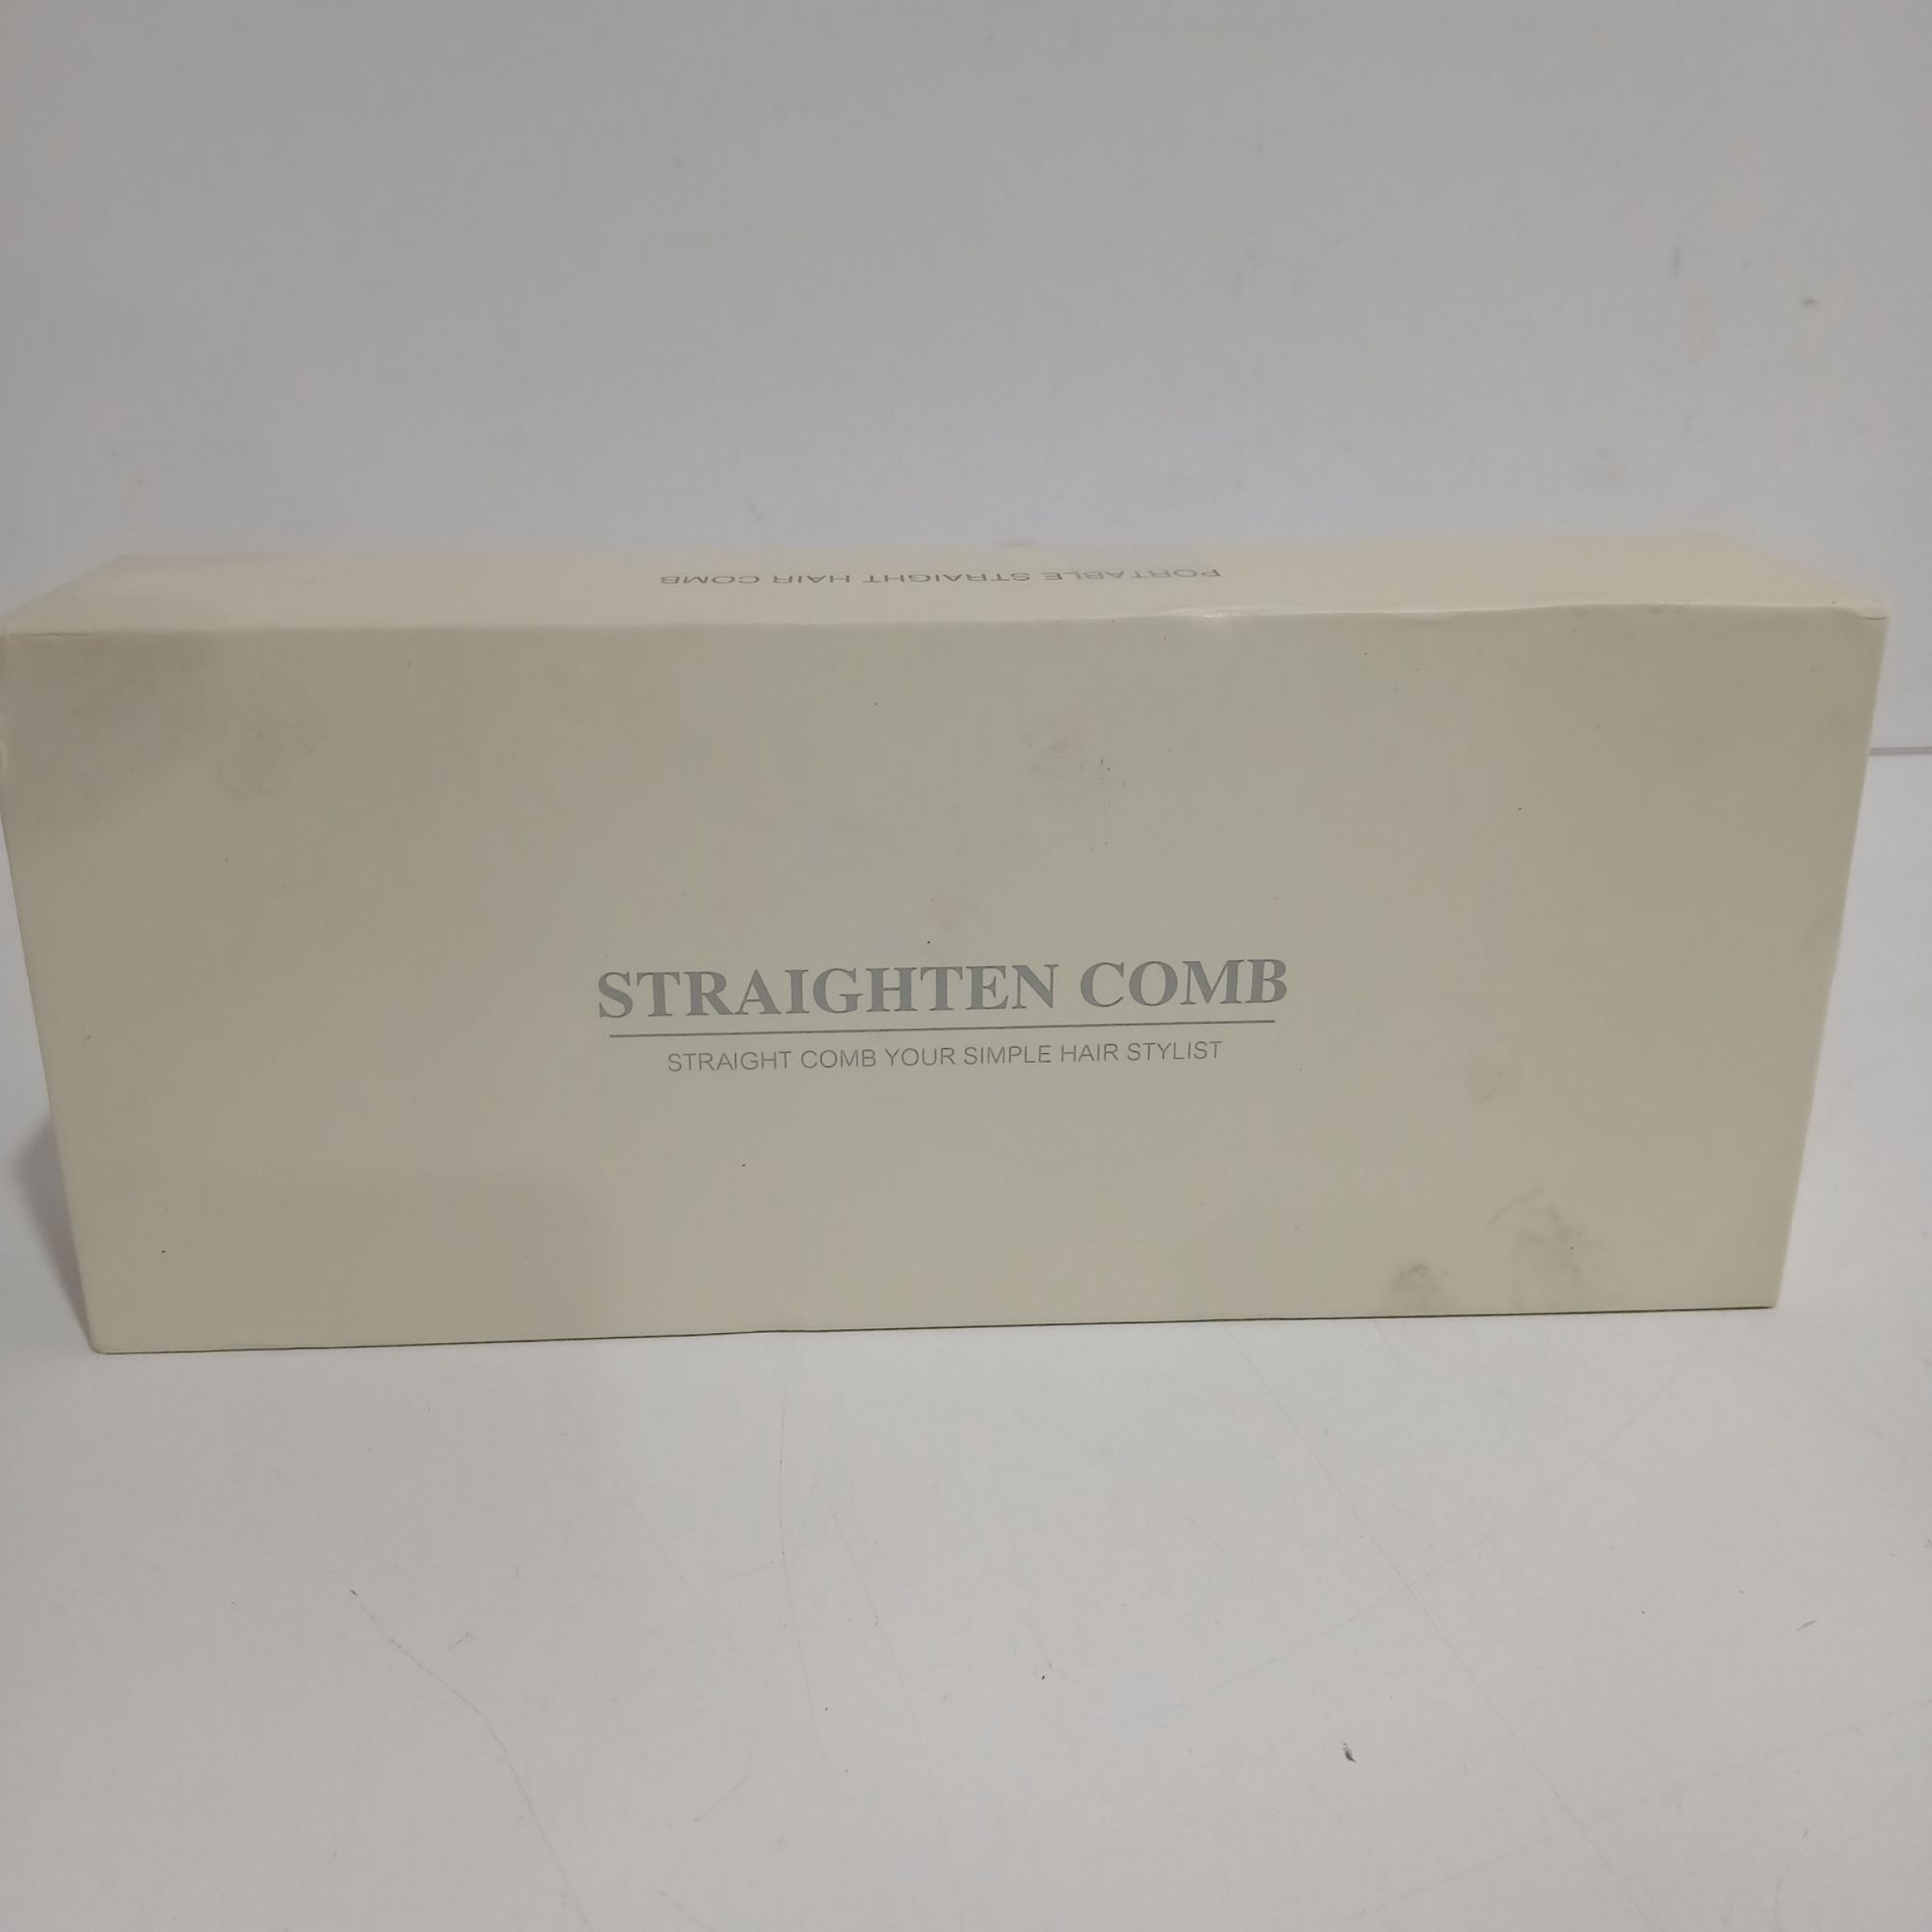 PORTABLE STRAIGHT HAIR COMB
STRAIGHTEN COMB
STRAIGHT COMB YOUR SIMPLE HAIR STYLIST